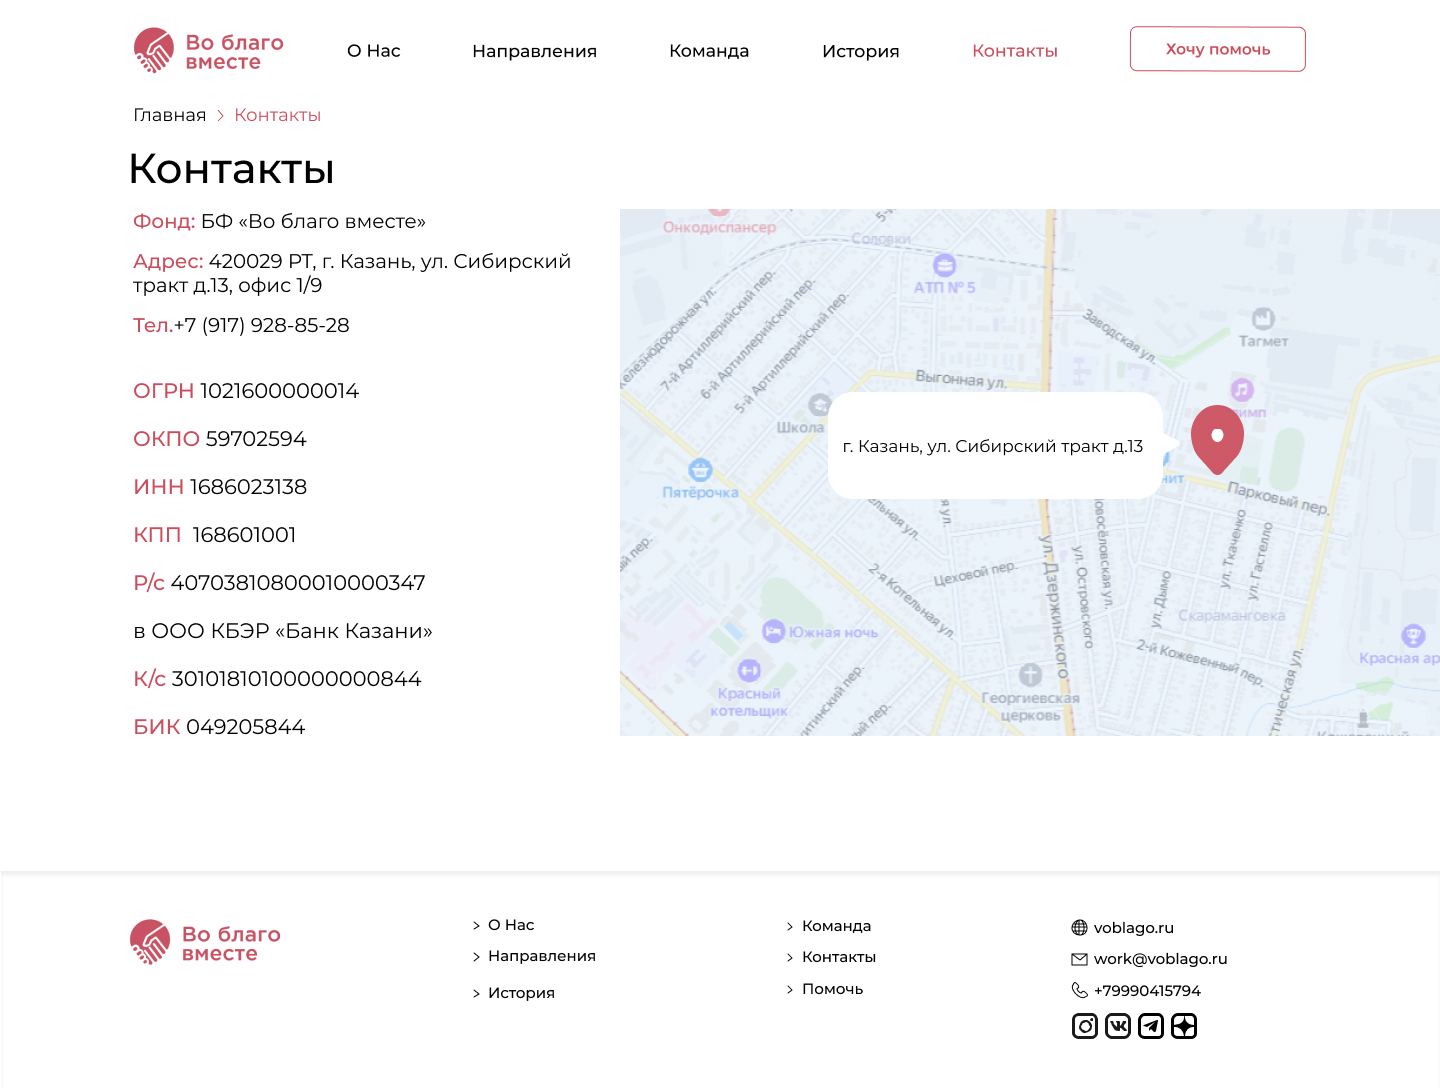 Во благо
вместе
О Нас
Направления
Команда
История
Контакты
Хочу помочь
Главная
Контакты
Контакты
Фонд: БФ «Во благо вместе»
Адрес: 420029 РТ, г. Казань, ул. Сибирский
тракт д.13, офис 1/9
Тел.+7 (917) 928-85-28
ОГРН 1021600000014
ОКПО 59702594
ИНН 1686023138
КПП 168601001
Р/с 40703810800010000347
в ООО КБЭР «Банк Казани»
К/с 30101810100000000844
БИК 049205844
Онкодиспансер
5-й
Соловки
АТП № 5
Железнодорожная ул.
7-й Артиллерийский пер.
6-й Артиллерийский пер.
5-й Артиллерийский пер.
Заводская ул.
Тагмет
Выгонная ул.
Школа
г. Казань, ул. Сибирский тракт д.13
Пятёрочка
Парковый пер.
ул. Дзержинского
ул. Островского
Цеховой пер.
2-я Котельная ул.
ул. Ткаченко
ул. Гастелло
ул. Дымо
Скарамановка
Южная ночь
2-й Кожевенный пер.
Красная ар
Красный
котельщик
Георгиевская
церковь
О Нас
Направления
История
Команда
Контакты
Помочь
voblago.ru
work@voblago.ru
+79990415794
Во благо
вместе